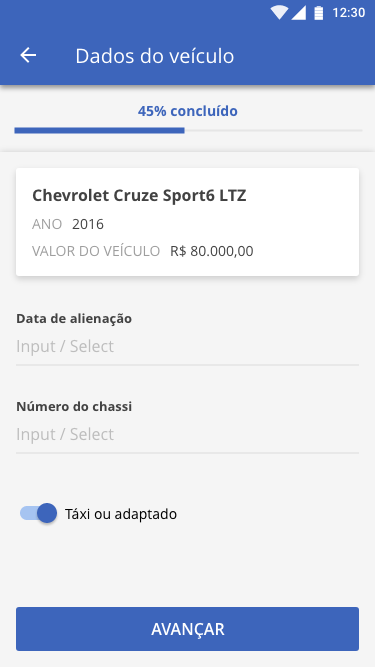 12:30
Dados do veículo
45% concluído
Chevrolet Cruze Sport6 LTZ
ANO 2016
VALOR DO VEÍCULO R$ 80.000,00
Data de alienação
Input / Select
Número do chassi
Input / Select
Táxi ou adaptado
AVANÇAR